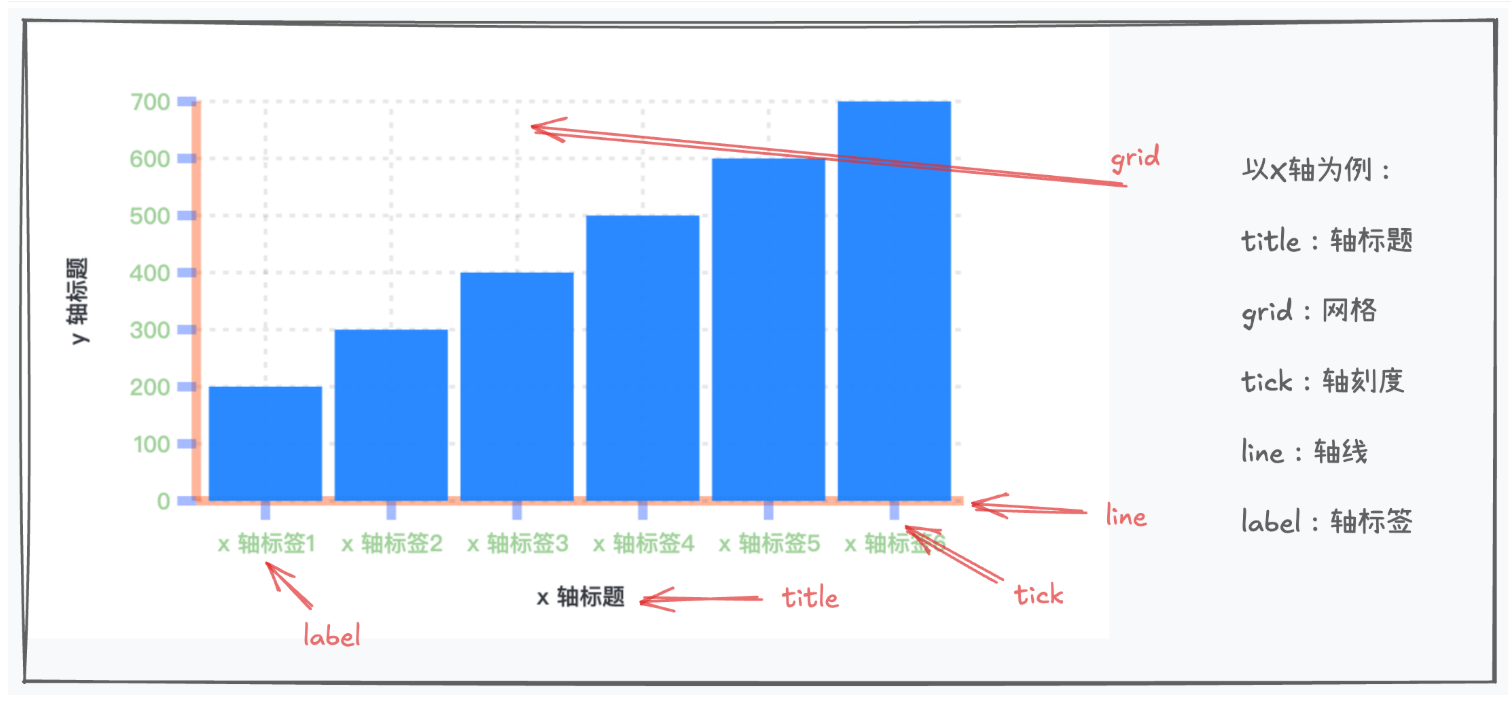 700
600
500
400
300
200
100
0
y 轴标题
x 轴标签1
x 轴标签2
x 轴标签3
x 轴标签4
x 轴标签5
x 轴标签6
x 轴标题
grid
line
tick
title
label
以X轴为例：
title：轴标题
grid：网格
tick：轴刻度
line：轴线
label：轴标签